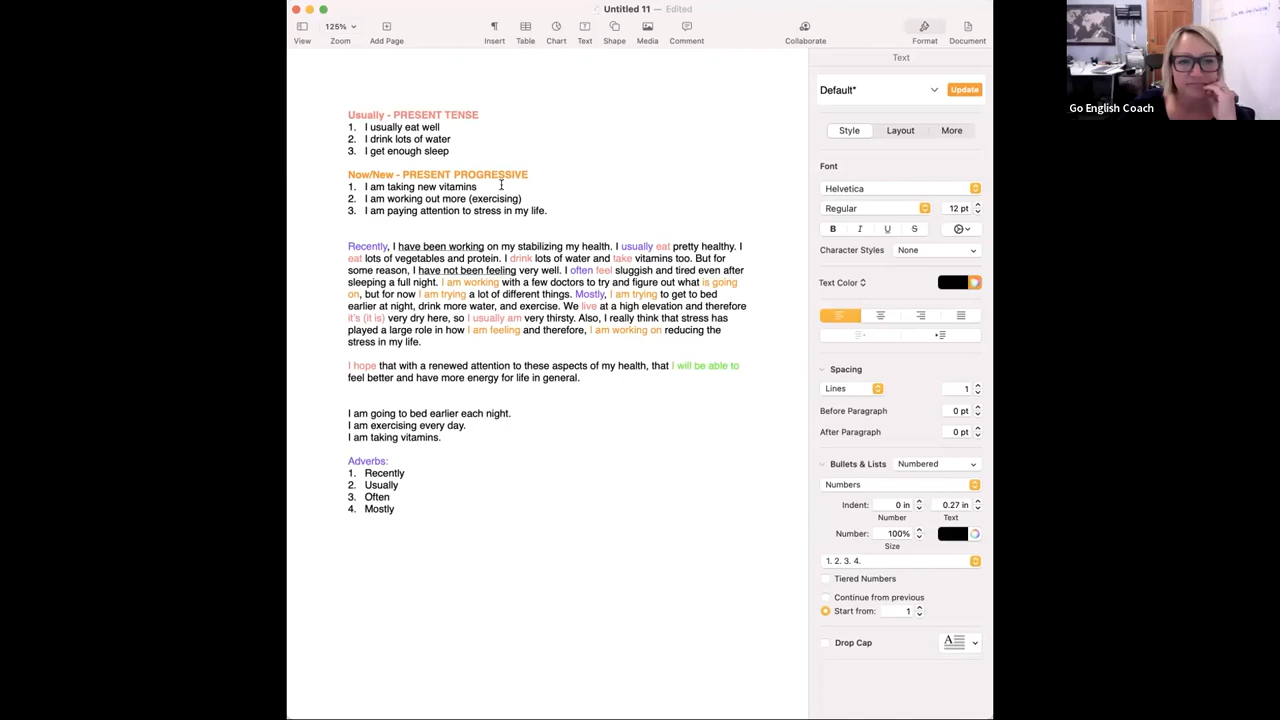 Untitled 11 — Edited
125%
View
Zoom
Add Page
Insert
Table
Chart
Text
Shape
Media
Comment
Collaborate
Format
Document
Go English Coach
Usually - PRESENT TENSE
1. I usually eat well
2. I drink lots of water
3. I get enough sleep
Now/New - PRESENT PROGRESSIVE
1. I am taking new vitamins
2. I am working out more (exercising)
3. I am paying attention to stress in my life.
Recently, I have been working on my stabilizing my health. I usually eat pretty healthy. I
eat lots of vegetables and protein. I drink lots of water and take vitamins too. But for
some reason, I have not been feeling very well. I often feel sluggish and tired even after
sleeping a full night. I am working with a few doctors to try and figure out what is going
on, but for now I am trying a lot of different things. Mostly, I am trying to get to bed
earlier at night, drink more water, and exercise. We live at a high elevation and therefore
it's (it is) very dry here, so I usually am very thirsty. Also, I really think that stress has
played a large role in how I am feeling and therefore, I am working on reducing the
stress in my life.
I hope that with a renewed attention to these aspects of my health, that I will be able to
feel better and have more energy for life in general.
I am going to bed earlier each night.
I am exercising every day.
I am taking vitamins.
Adverbs:
1. Recently
2. Usually
3. Often
4. Mostly
Text
Default*
Update
Style
Layout
More
Font
Helvetica
Regular
12 pt
B I U S
Character Styles
None
Text Color
Spacing
Lines
1
Before Paragraph
0 pt
After Paragraph
0 pt
Bullets & Lists
Numbered
Numbers
Indent:
0 in
0.27 in
Number
Text
Number:
100%
Size
1. 2. 3. 4.
Tiered Numbers
Continue from previous
Start from:
1
Drop Cap
A